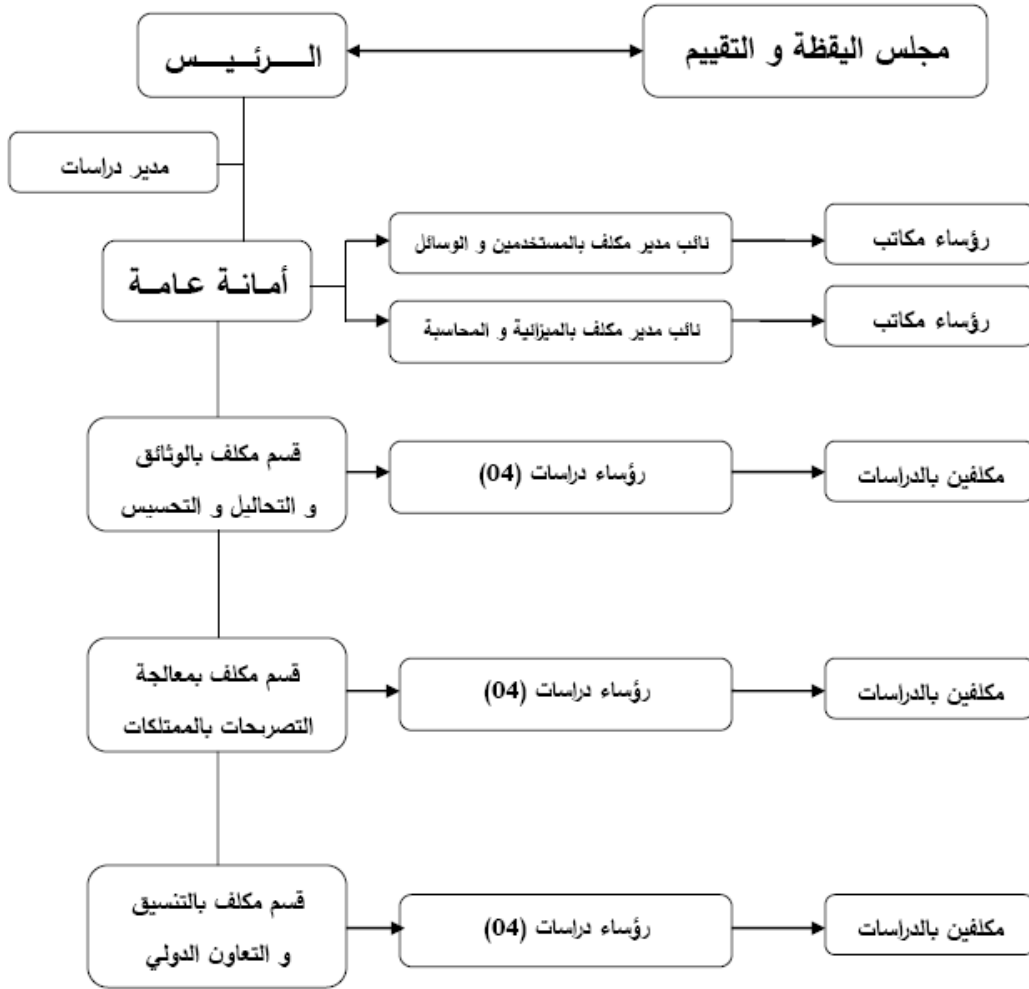 الـــرئـيـــس
مجلس اليقظة و التقييم
مدير دراسات
نائب مدير مكلف بالمستخدمين و الوسائل
رؤساء مكاتب
أمـانـة عـامـة
نائب مدير مكلف بالميزانية و المحاسبة
رؤساء مكاتب
قسم مكلف بالوثائق
و التحاليل و التحسيس
رؤساء دراسات (04)
مكلفين بالدراسات
قسم مكلف بمعالجة
التصريحات بالممتلكات
رؤساء دراسات (04)
مكلفين بالدراسات
قسم مكلف بالتنسيق
و التعاون الدولي
رؤساء دراسات (04)
مكلفين بالدراسات